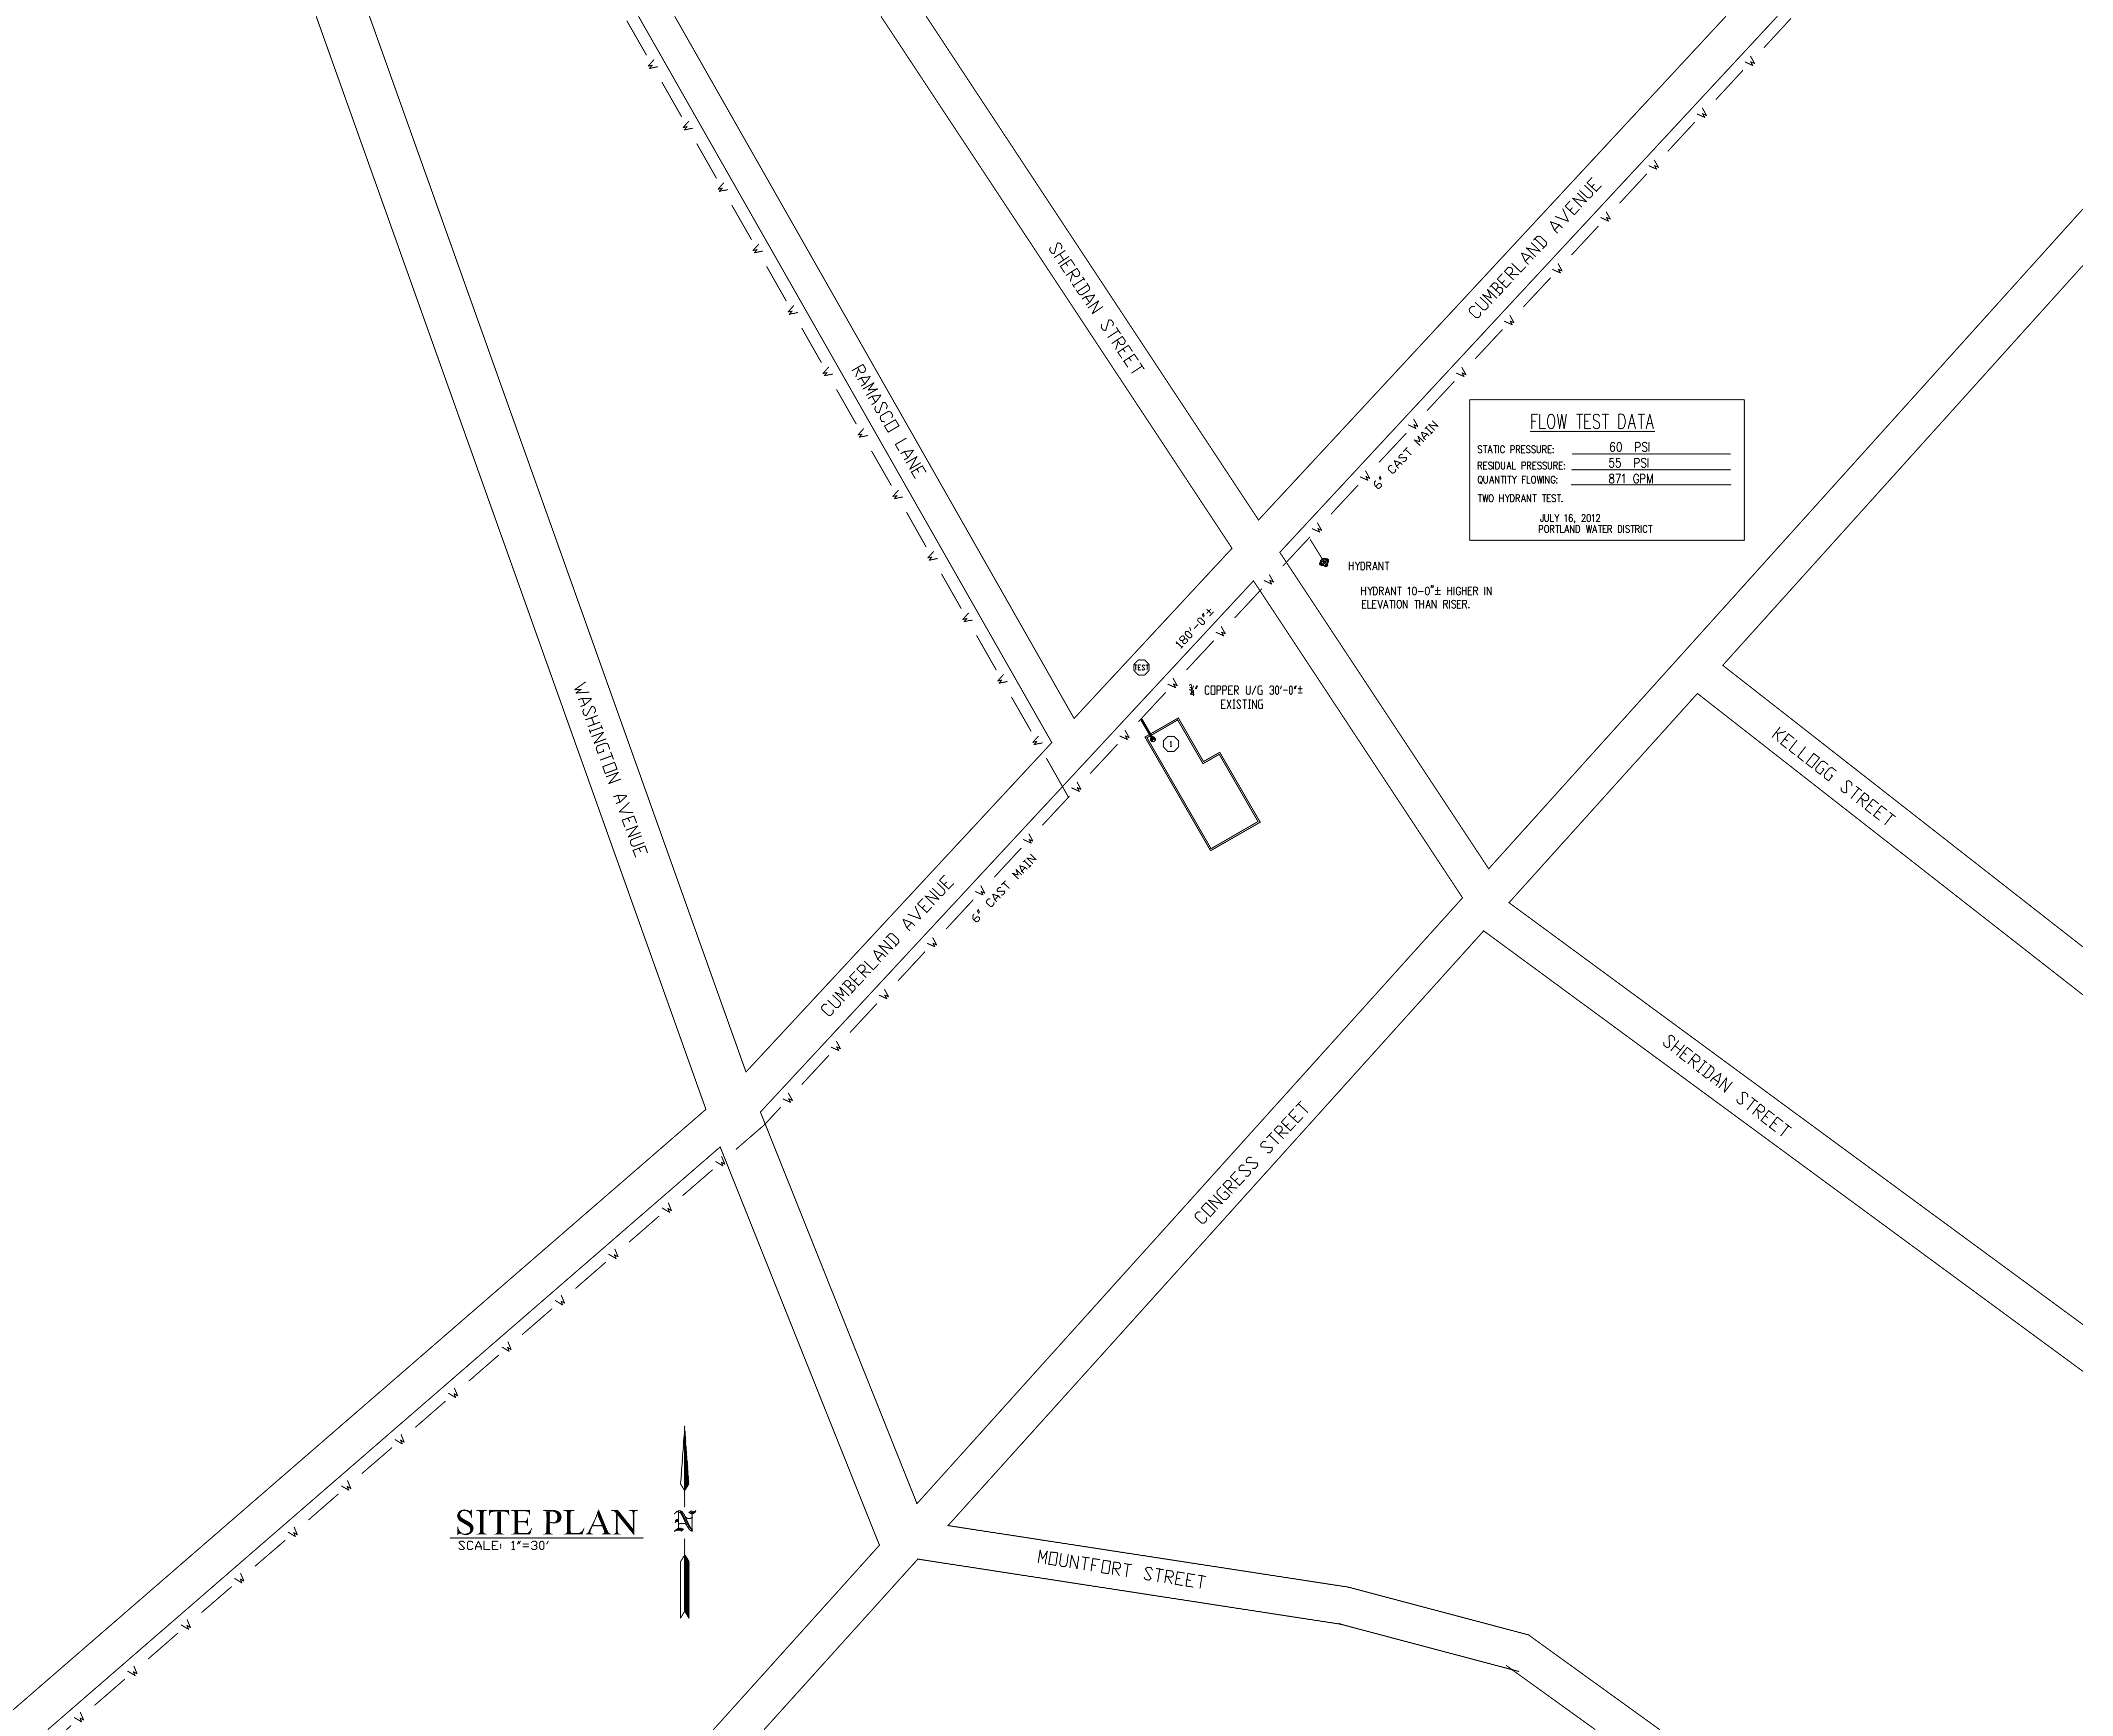 SHERIDAN STREET
CUMBERLAND AVENUE
RAMASCO LANE
6" CAST MAIN
FLOW TEST DATA
STATIC PRESSURE: 60 PSI
RESIDUAL PRESSURE: 55 PSI
QUANTITY FLOWING: 871 GPM
TWO HYDRANT TEST.
JULY 16, 2012
PORTLAND WATER DISTRICT
HYDRANT
HYDRANT 10-0"± HIGHER IN
ELEVATION THAN RISER.
180'-0"±
TEST
¾" COPPER U/G 30'-0"±
EXISTING
1
WASHINGTON AVENUE
KELLOGG STREET
CUMBERLAND AVENUE
6" CAST MAIN
SHERIDAN STREET
CONGRESS STREET
SITE PLAN
SCALE: 1"=30'
N
MOUNTFORT STREET
W W W W W W W W W W W W
W W W W W W W W W W W W W W W W W W W W W W W W W W W W W W W W W W W